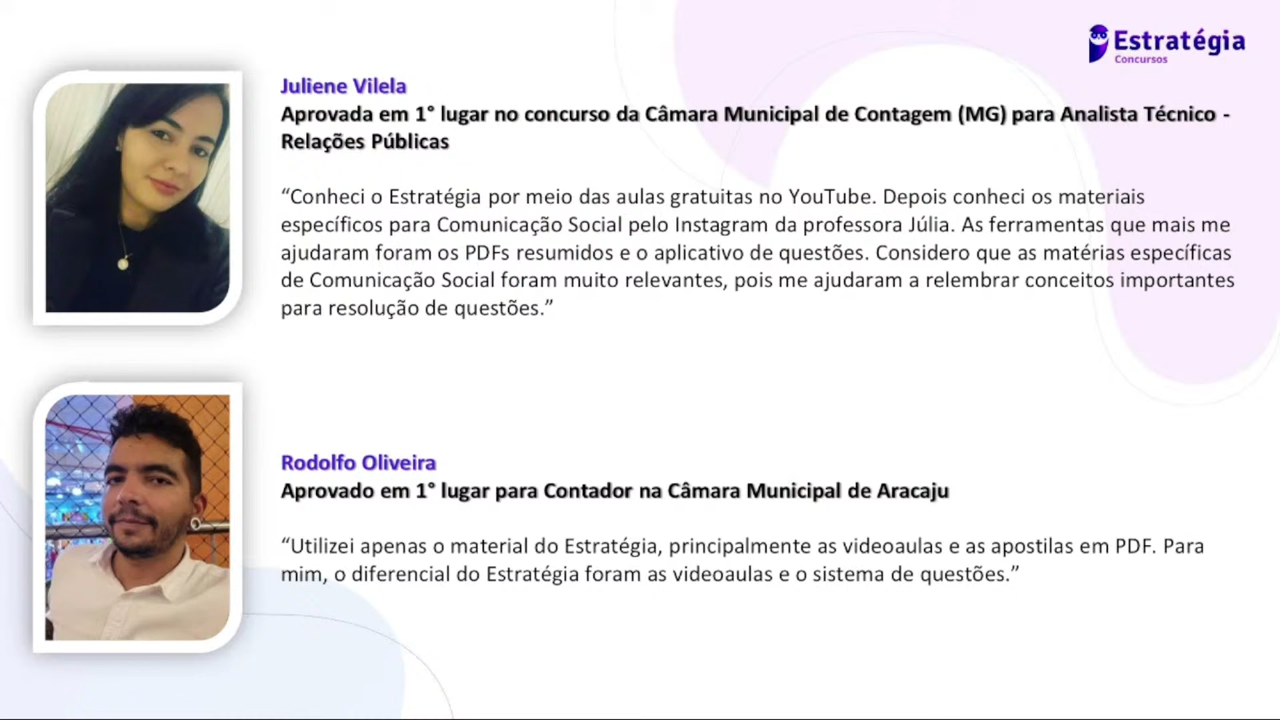 Estratégia
Concursos
Juliene Vilela
Aprovada em 1° lugar no concurso da Câmara Municipal de Contagem (MG) para Analista Técnico -
Relações Públicas
“Conheci o Estratégia por meio das aulas gratuitas no YouTube. Depois conheci os materiais
específicos para Comunicação Social pelo Instagram da professora Júlia. As ferramentas que mais me
ajudaram foram os PDFs resumidos e o aplicativo de questões. Considero que as matérias específicas
de Comunicação Social foram muito relevantes, pois me ajudaram a relembrar conceitos importantes
para resolução de questões.”
Rodolfo Oliveira
Aprovado em 1° lugar para Contador na Câmara Municipal de Aracaju
“Utilizei apenas o material do Estratégia, principalmente as videoaulas e as apostilas em PDF. Para
mim, o diferencial do Estratégia foram as videoaulas e o sistema de questões.”